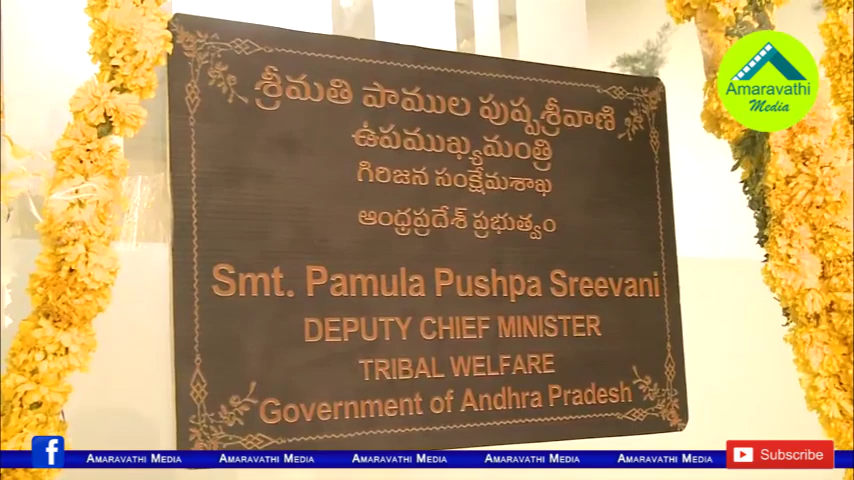 శ్రీమతి పాముల పుష్పశ్రీవాణి
ఉపముఖ్యమంత్రి
గిరిజన సంక్షేమశాఖ
ఆంధ్రప్రదేశ్ ప్రభుత్వం
Smt. Pamula Pushpa Sreevani
DEPUTY CHIEF MINISTER
TRIBAL WELFARE
Government of Andhra Pradesh
Amaravathi
Media
f AMARAVATHI MEDIA AMARAVATHI MEDIA AMARAVATHI MEDIA AMARAVATHI MEDIA AMARAVATHI MEDIA Subscribe